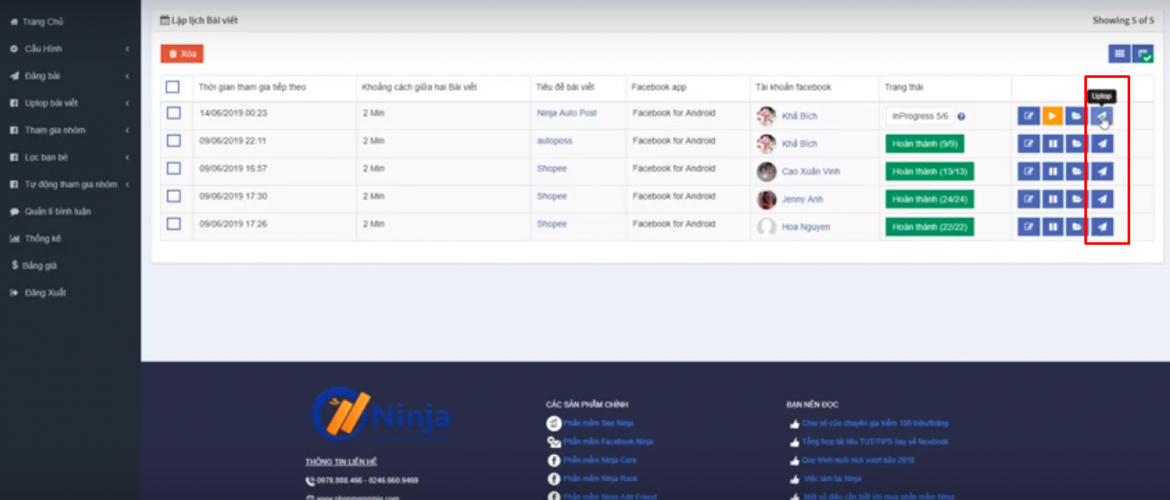 Trang Chủ
Cấu Hình
Đăng bài
Uptop bài viết
Tham gia nhóm
Lọc bạn bè
Tự động tham gia nhóm
Quản lí bình luận
Thống kê
$ Bảng giá
Đăng Xuất
Lập lịch Bài viết
Showing 5 of 5
Xóa
Thời gian tham gia tiếp theo Khoảng cách giữa hai Bài viết Tiêu đề bài viết Facebook app Tài khoản facebook Trạng thái
Uptop
14/06/2019 00:23 2 Min Ninja Auto Post Facebook for Android Khả Bích InProgress 5/6
09/06/2019 22:11 2 Min autoposs Facebook for Android Khả Bích Hoàn thành (9/9)
09/06/2019 16:57 2 Min Shopee Facebook for Android Cao Xuân Vinh Hoàn thành (13/13)
09/06/2019 17:30 2 Min Shopee Facebook for Android Jenny Anh Hoàn thành (24/24)
09/06/2019 17:26 2 Min Shopee Facebook for Android Hoa Nguyen Hoàn thành (22/22)
Ninja
THÔNG TIN LIÊN HỆ
0978.888.466 - 0246.660.9469
www.phanmemninja.com
CÁC SẢN PHẨM CHÍNH
Phần mềm Seo Ninja
Phần mềm Facebook Ninja
Phần mềm Ninja Care
Phần mềm Ninja Rank
Phần mềm Ninja Add Friend
BẠN NÊN ĐỌC
Chia sẻ của chuyên gia kiếm 100 triệu/tháng
Tổng hợp tài liệu TUT/TIPS hay về facebook
Quy trình nuôi nick vượt bão 2018
Việc làm tại Ninja
Một số điều cần biết khi mua phần mềm Ninja